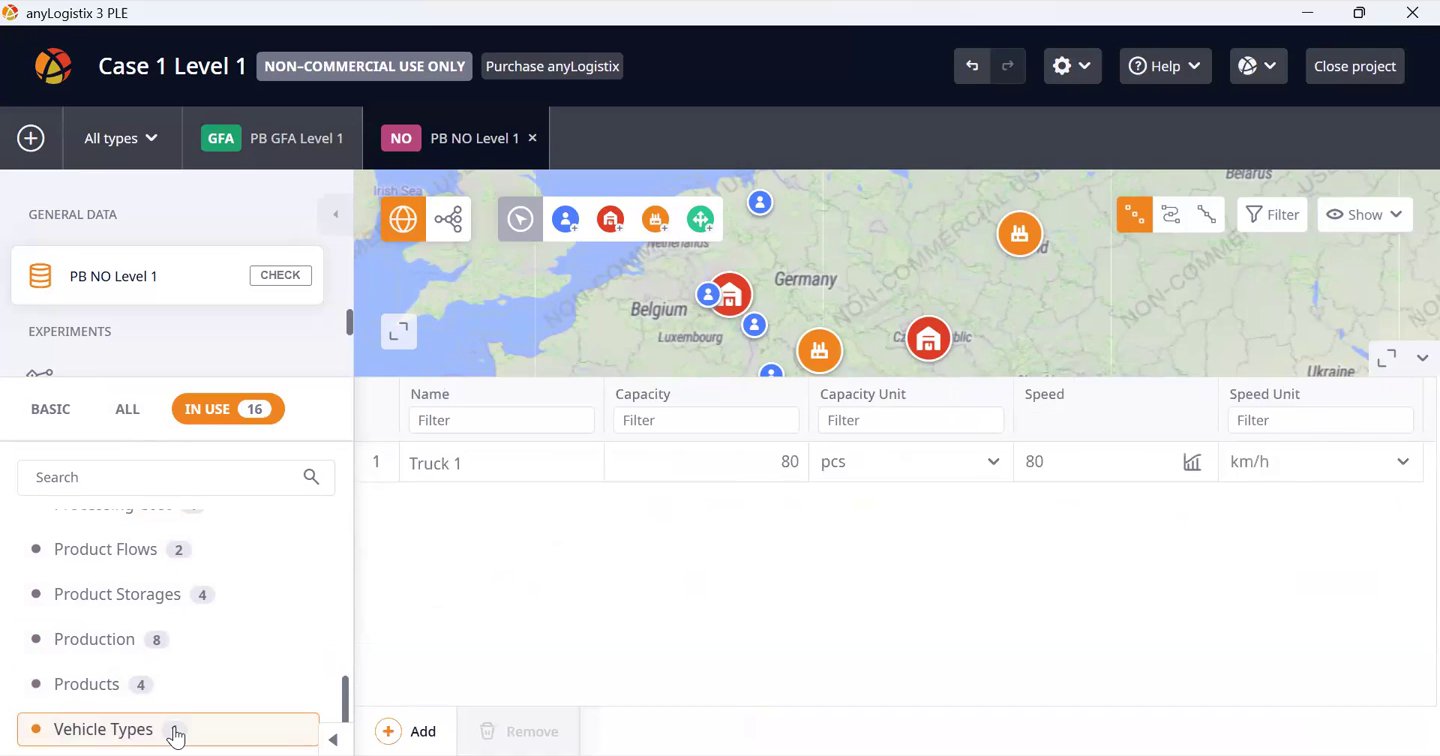 anyLogistix 3 PLE
Case 1 Level 1
NON-COMMERCIAL USE ONLY
Purchase anyLogistix
Help
Close project
All types
GFA PB GFA Level 1
NO PB NO Level 1
GENERAL DATA
PB NO Level 1
CHECK
EXPERIMENTS
Irish Sea
Belarus
Netherlands
Germany
Belgium
Luxembourg
Ukraine
Filter
Show
BASIC
ALL
IN USE 16
Search
Product Flows 2
Product Storages 4
Production 8
Products 4
Vehicle Types
Name Capacity Capacity Unit Speed Speed Unit
Filter Filter Filter Filter
1 Truck 1 80 pcs 80 km/h
Add
Remove